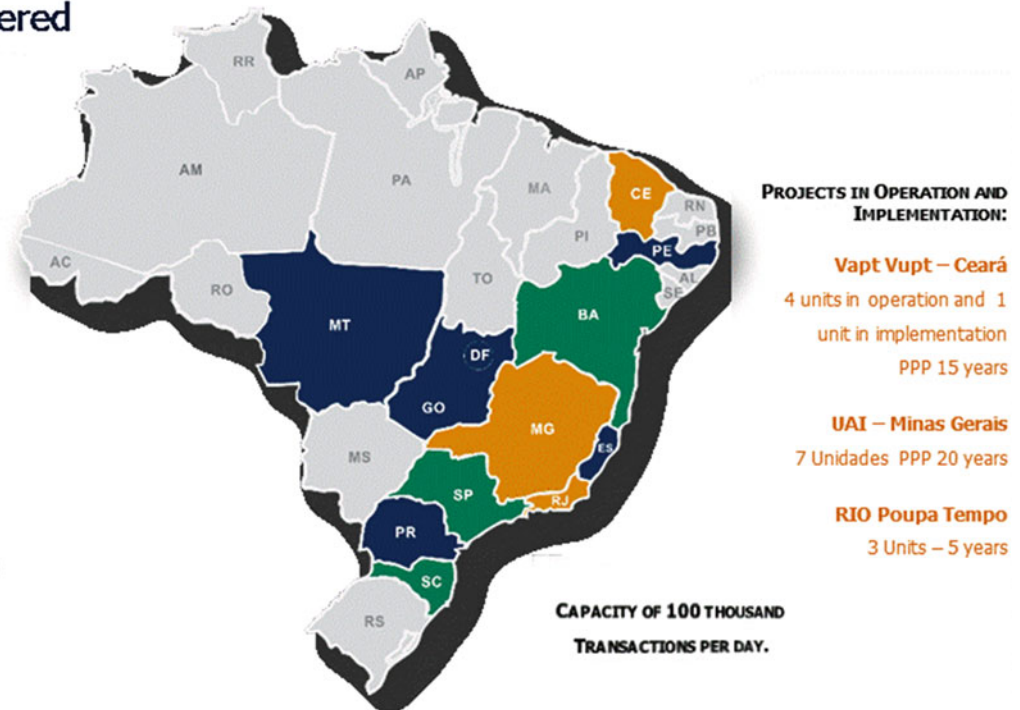 ered
RR
AP
AM
PA
MA
CE
RN
PI
PB
PE
AC
TO
AL
RO
SE
BA
MT
DF
GO
MG
ES
MS
SP
RJ
PR
SC
RS
PROJECTS IN OPERATION AND
IMPLEMENTATION:
Vapt Vupt – Ceará
4 units in operation and 1
unit in implementation
PPP 15 years
UAI – Minas Gerais
7 Unidades PPP 20 years
RIO Poupa Tempo
3 Units – 5 years
CAPACITY OF 100 THOUSAND
TRANSACTIONS PER DAY.